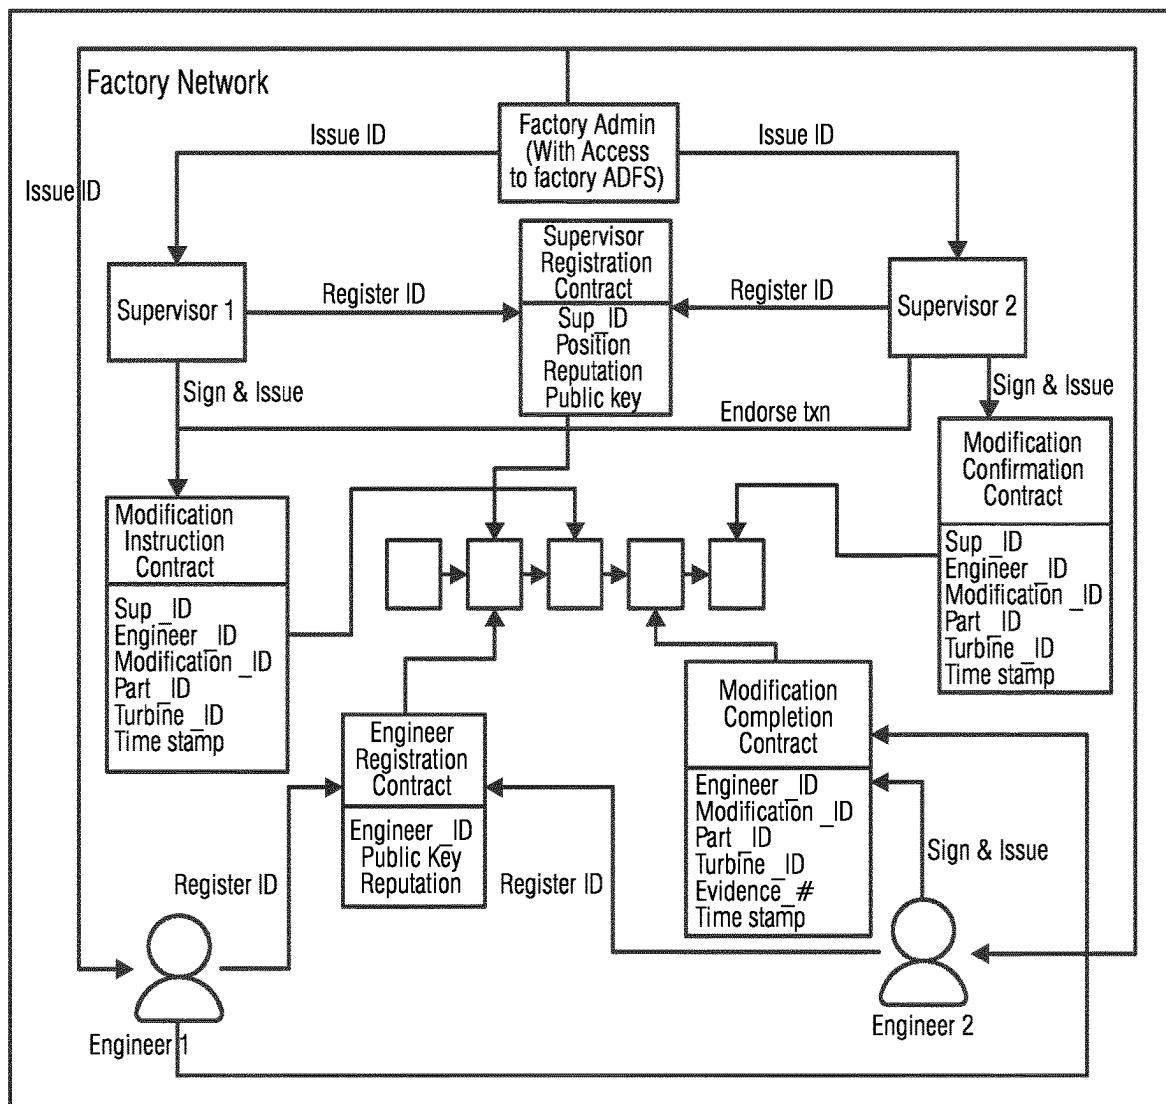 Factory Network
Factory Admin
(With Access
to factory ADFS)
Issue ID
Issue ID
Issue ID
Supervisor
Registration
Contract
Sup _ID
Position
Reputation
Public key
Supervisor 1
Register ID
Register ID
Supervisor 2
Sign & Issue
Endorse txn
Sign & Issue
Modification
Instruction
Contract
Sup _ID
Engineer _ID
Modification _ID
Part _ID
Turbine _ID
Time stamp
Modification
Confirmation
Contract
Sup _ID
Engineer _ID
Modification _ID
Part _ID
Turbine _ID
Time stamp
Engineer
Registration
Contract
Engineer _ID
Public Key
Reputation
Modification
Completion
Contract
Engineer _ID
Modification _ID
Part _ID
Turbine _ID
Evidence_#
Time stamp
Register ID
Register ID
Sign & Issue
Engineer 1
Engineer 2